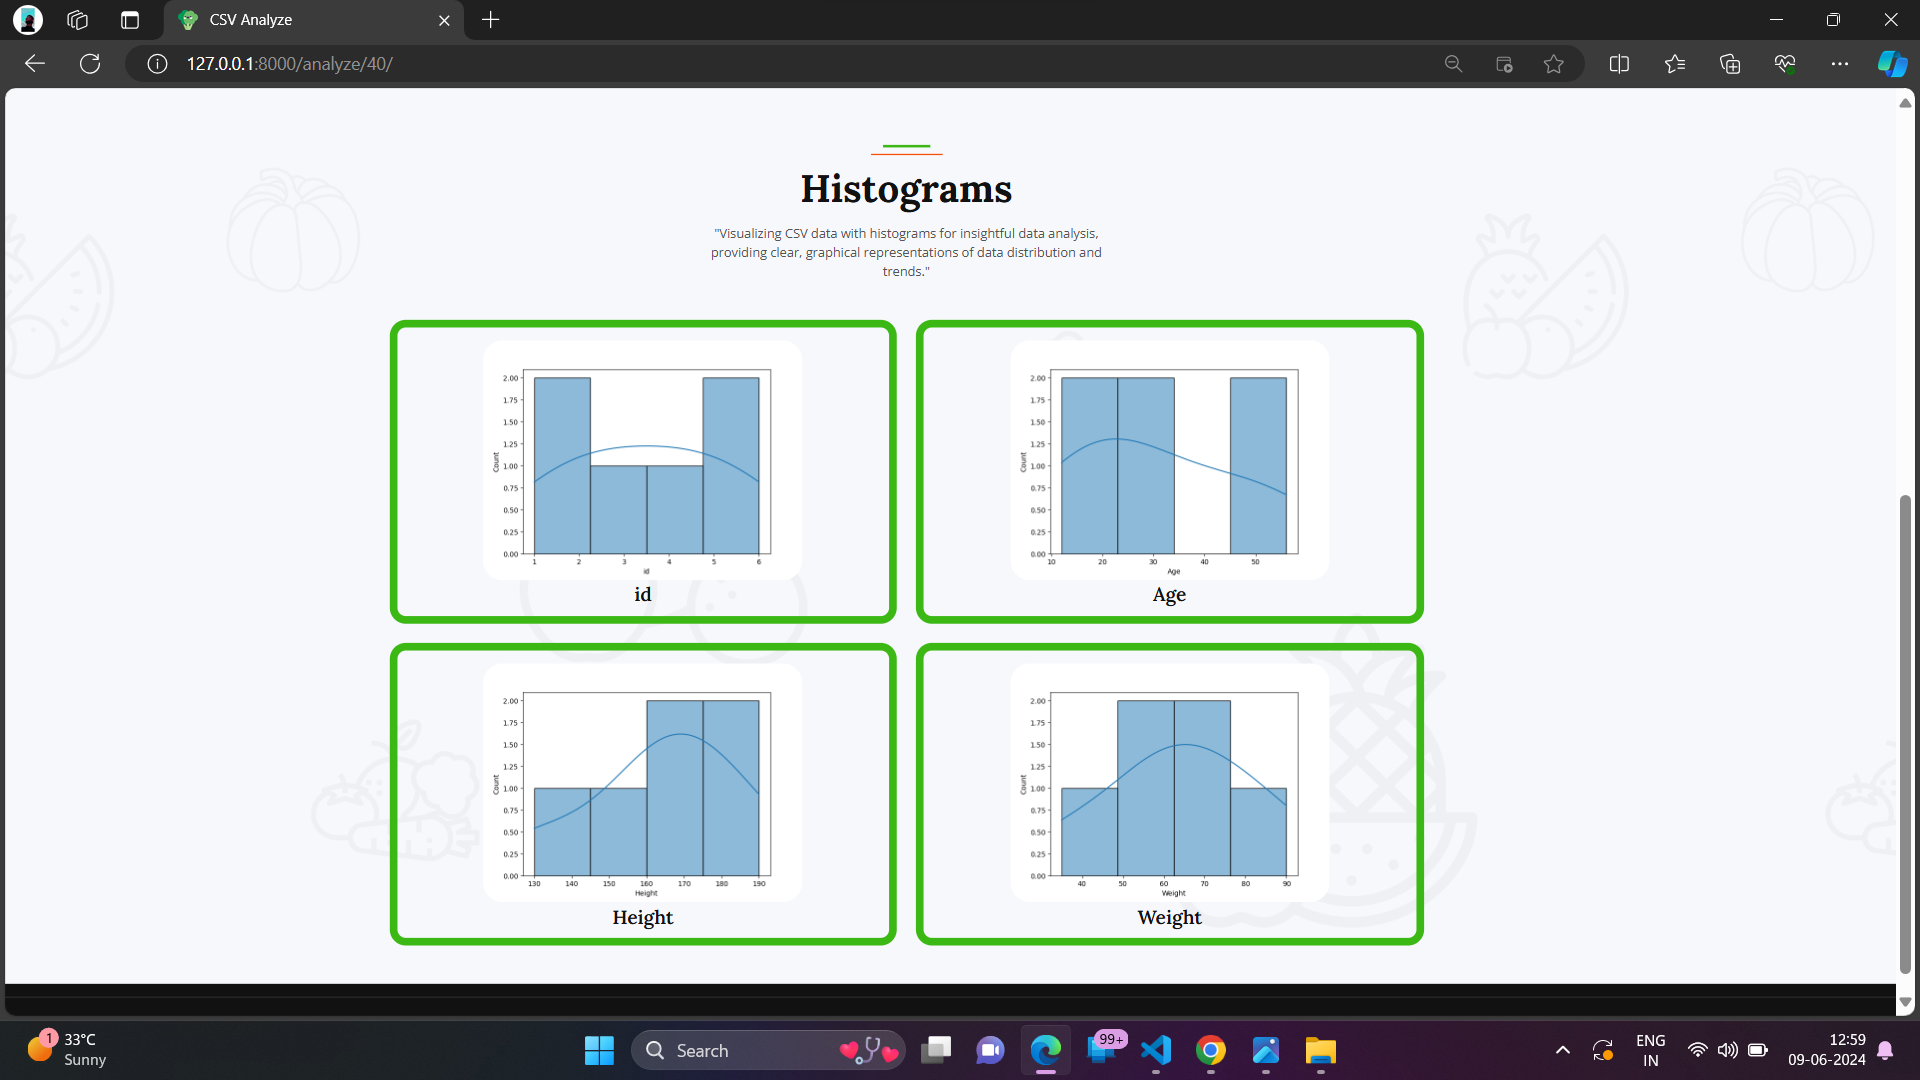 CSV Analyze
127.0.0.1:8000/analyze/40/
Histograms
"Visualizing CSV data with histograms for insightful data analysis,
providing clear, graphical representations of data distribution and
trends."
2.00
1.75
1.50
1.25
1.00
0.75
0.50
0.25
0.00
Count
1 2 3 4 5 6
id
id
2.00
1.75
1.50
1.25
1.00
0.75
0.50
0.25
0.00
Count
10 20 30 40 50
Age
Age
2.00
1.75
1.50
1.25
1.00
0.75
0.50
0.25
0.00
Count
130 140 150 160 170 180 190
Height
Height
2.00
1.75
1.50
1.25
1.00
0.75
0.50
0.25
0.00
Count
40 50 60 70 80 90
Weight
Weight
1
33°C
Sunny
Search
99+
ENG
IN
12:59
09-06-2024